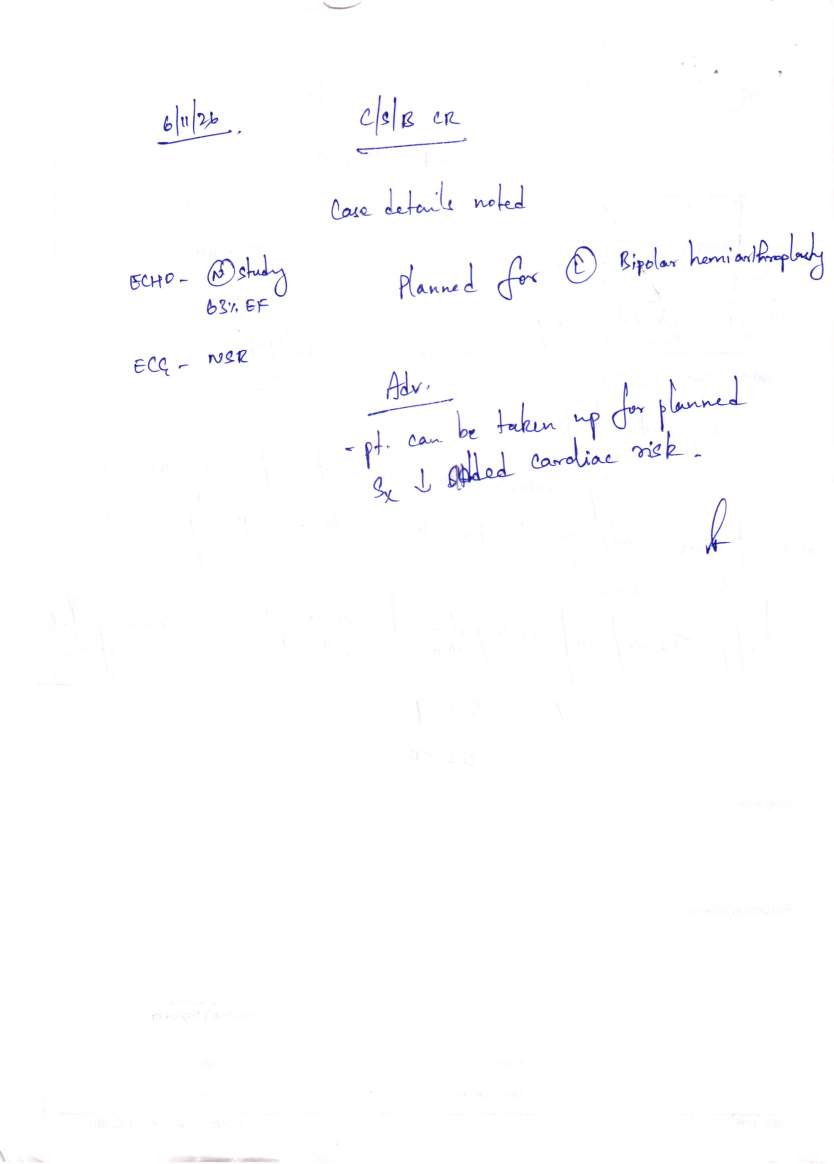 6/11/26
C/S/B CR
Case details noted
ECHO - Ⓝ study
63% EF
Planned for Ⓛ Bipolar hemiarthroplasty
ECG - NSR
Adv.
- pt. can be taken up for planned
Sx ↓ added cardiac risk.